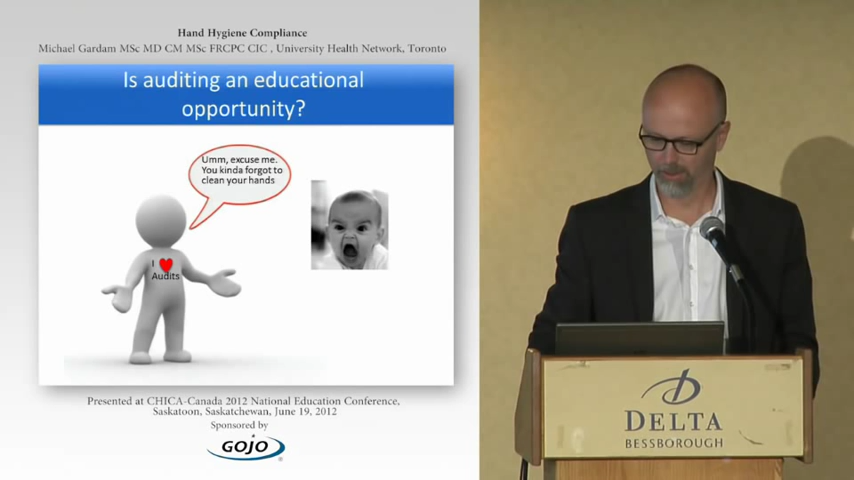 Hand Hygiene Compliance
Michael Gardam MSc MD CM MSc FRCPC CIC , University Health Network, Toronto
Is auditing an educational
opportunity?
Umm, excuse me.
You kinda forgot to
clean your hands
I
Audits
Presented at CHICA-Canada 2012 National Education Conference,
Saskatoon, Saskatchewan, June 19, 2012
Sponsored by
GOJO
DELTA
BESSBOROUGH